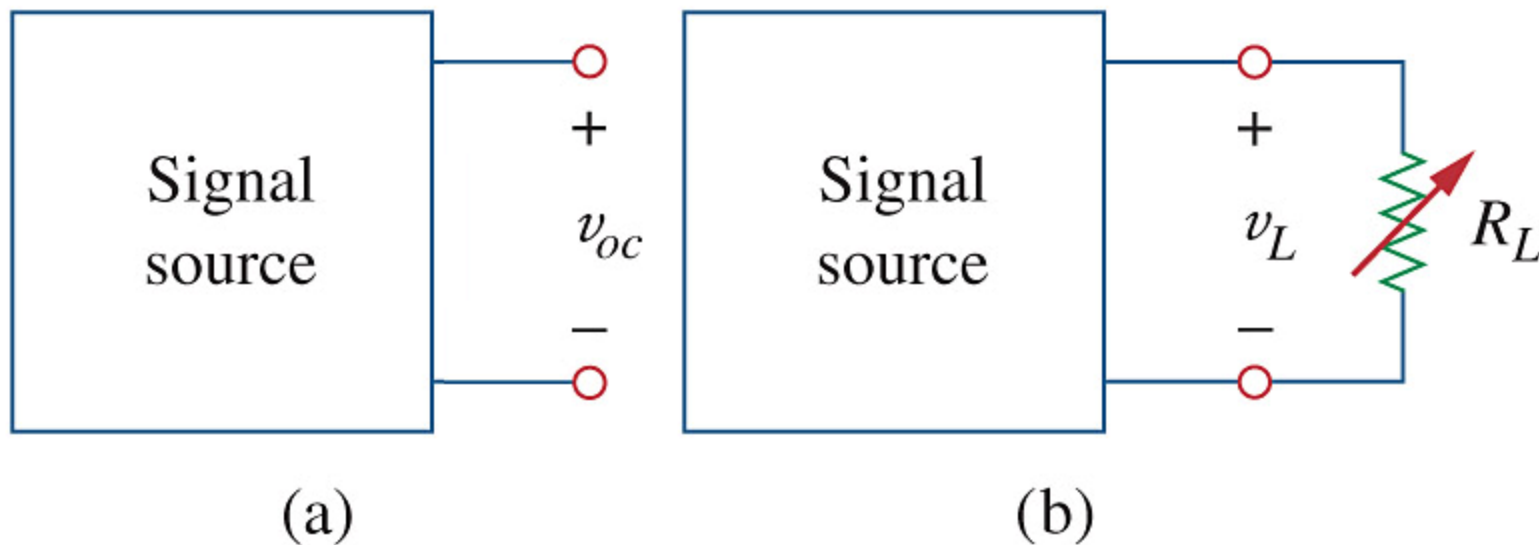 Signal
source
+
v_oc
−
(a)
Signal
source
+
v_L
−
R_L
(b)